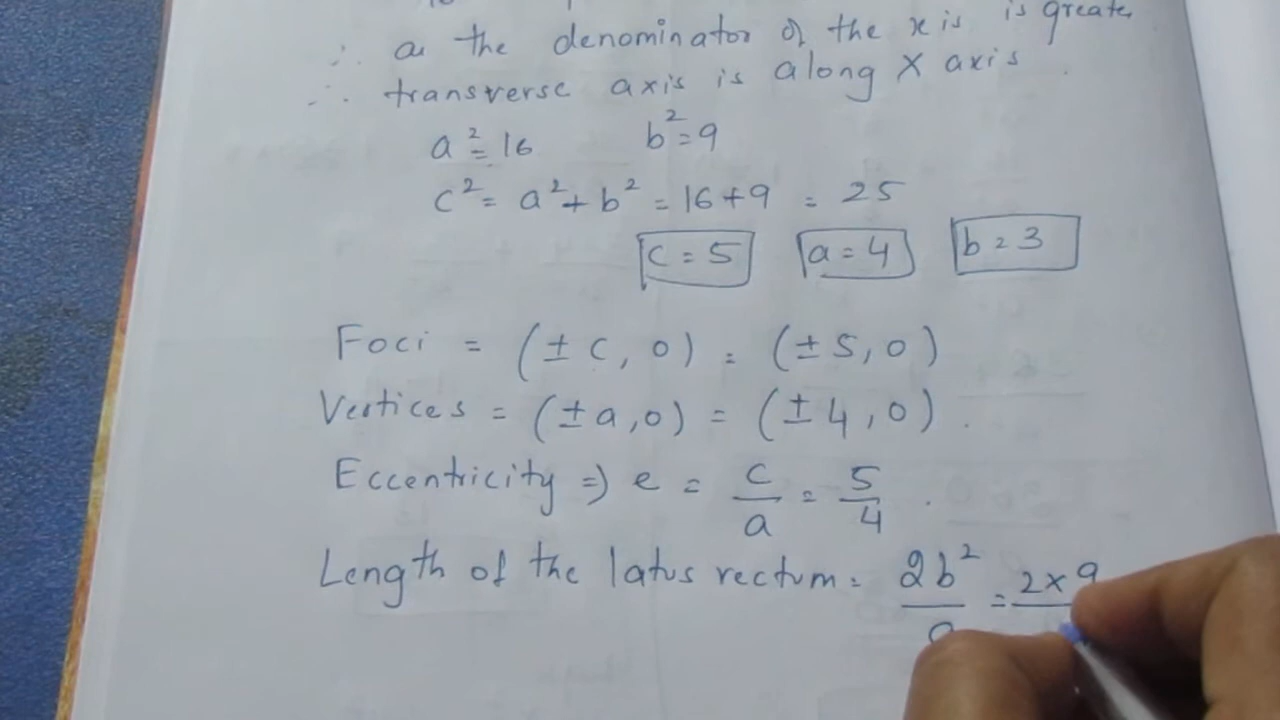 ∴ as the denominator of the x is is greater
∴ transverse axis is along X axis
a² = 16 b² = 9
c² = a² + b² = 16 + 9 = 25
c = 5 a = 4 b = 3
Foci = (± c, 0) = (± 5, 0)
Vertices = (± a, 0) = (± 4, 0).
Eccentricity ⇒ e = c/a = 5/4.
Length of the latus rectum = 2b²/a = 2 x 9